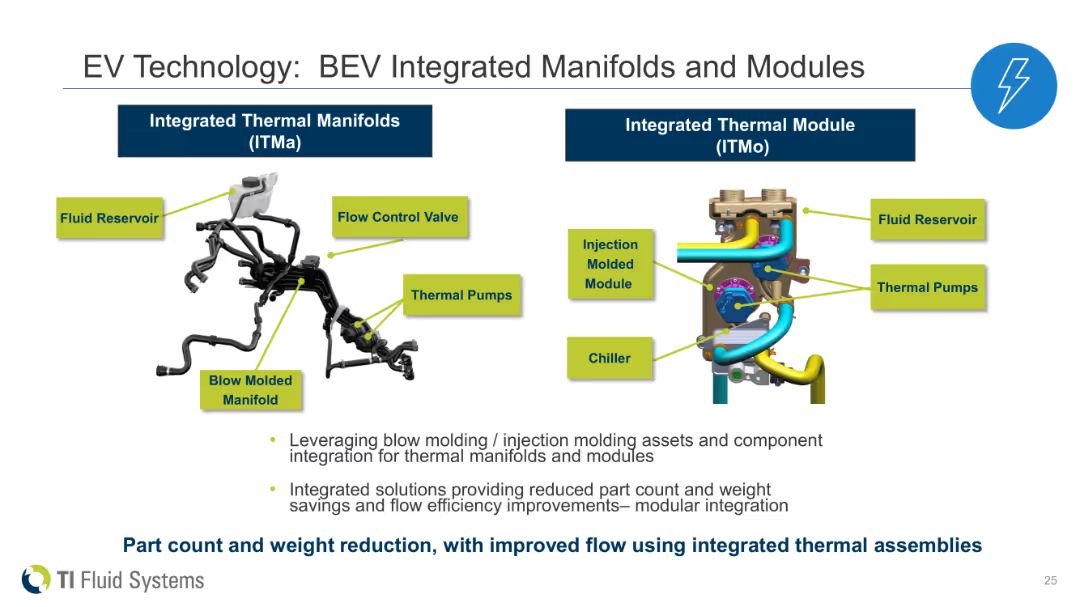 EV Technology:  BEV Integrated Manifolds and Modules
Integrated Thermal Manifolds
(ITMa)
Fluid Reservoir
Flow Control Valve
Thermal Pumps
Blow Molded
Manifold
Integrated Thermal Module
(ITMo)
Injection
Molded
Module
Fluid Reservoir
Thermal Pumps
Chiller
• Leveraging blow molding / injection molding assets and component
integration for thermal manifolds and modules
• Integrated solutions providing reduced part count and weight
savings and flow efficiency improvements– modular integration
Part count and weight reduction, with improved flow using integrated thermal assemblies
TI Fluid Systems
25